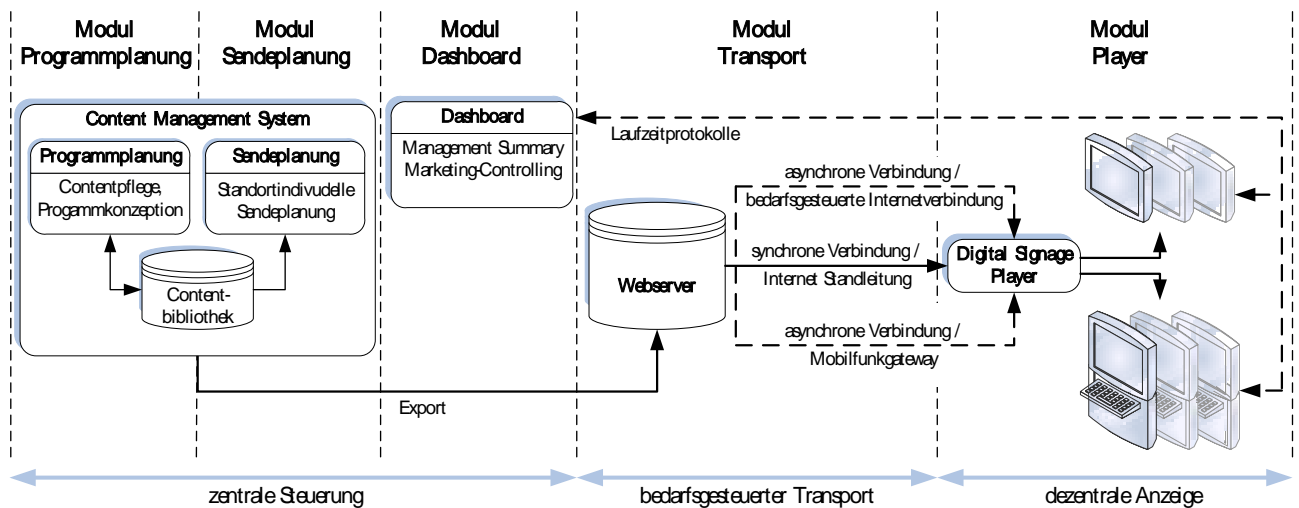 Modul
Programmplanung
Modul
Sendeplanung
Modul
Dashboard
Modul
Transport
Modul
Player
Content Management System
Programmplanung
Contentpflege,
Progammkonzeption
Sendeplanung
Standortindivudelle
Sendeplanung
Content-
bibliothek
Dashboard
Management Summary
Marketing-Controlling
Laufzeitprotokolle
asynchrone Verbindung /
bedarfsgesteuerte Internetverbindung
synchrone Verbindung /
Internet Standleitung
asynchrone Verbindung /
Mobilfunkgateway
Webserver
Digital Signage
Player
Export
zentrale Steuerung
bedarfsgesteuerter Transport
dezentrale Anzeige